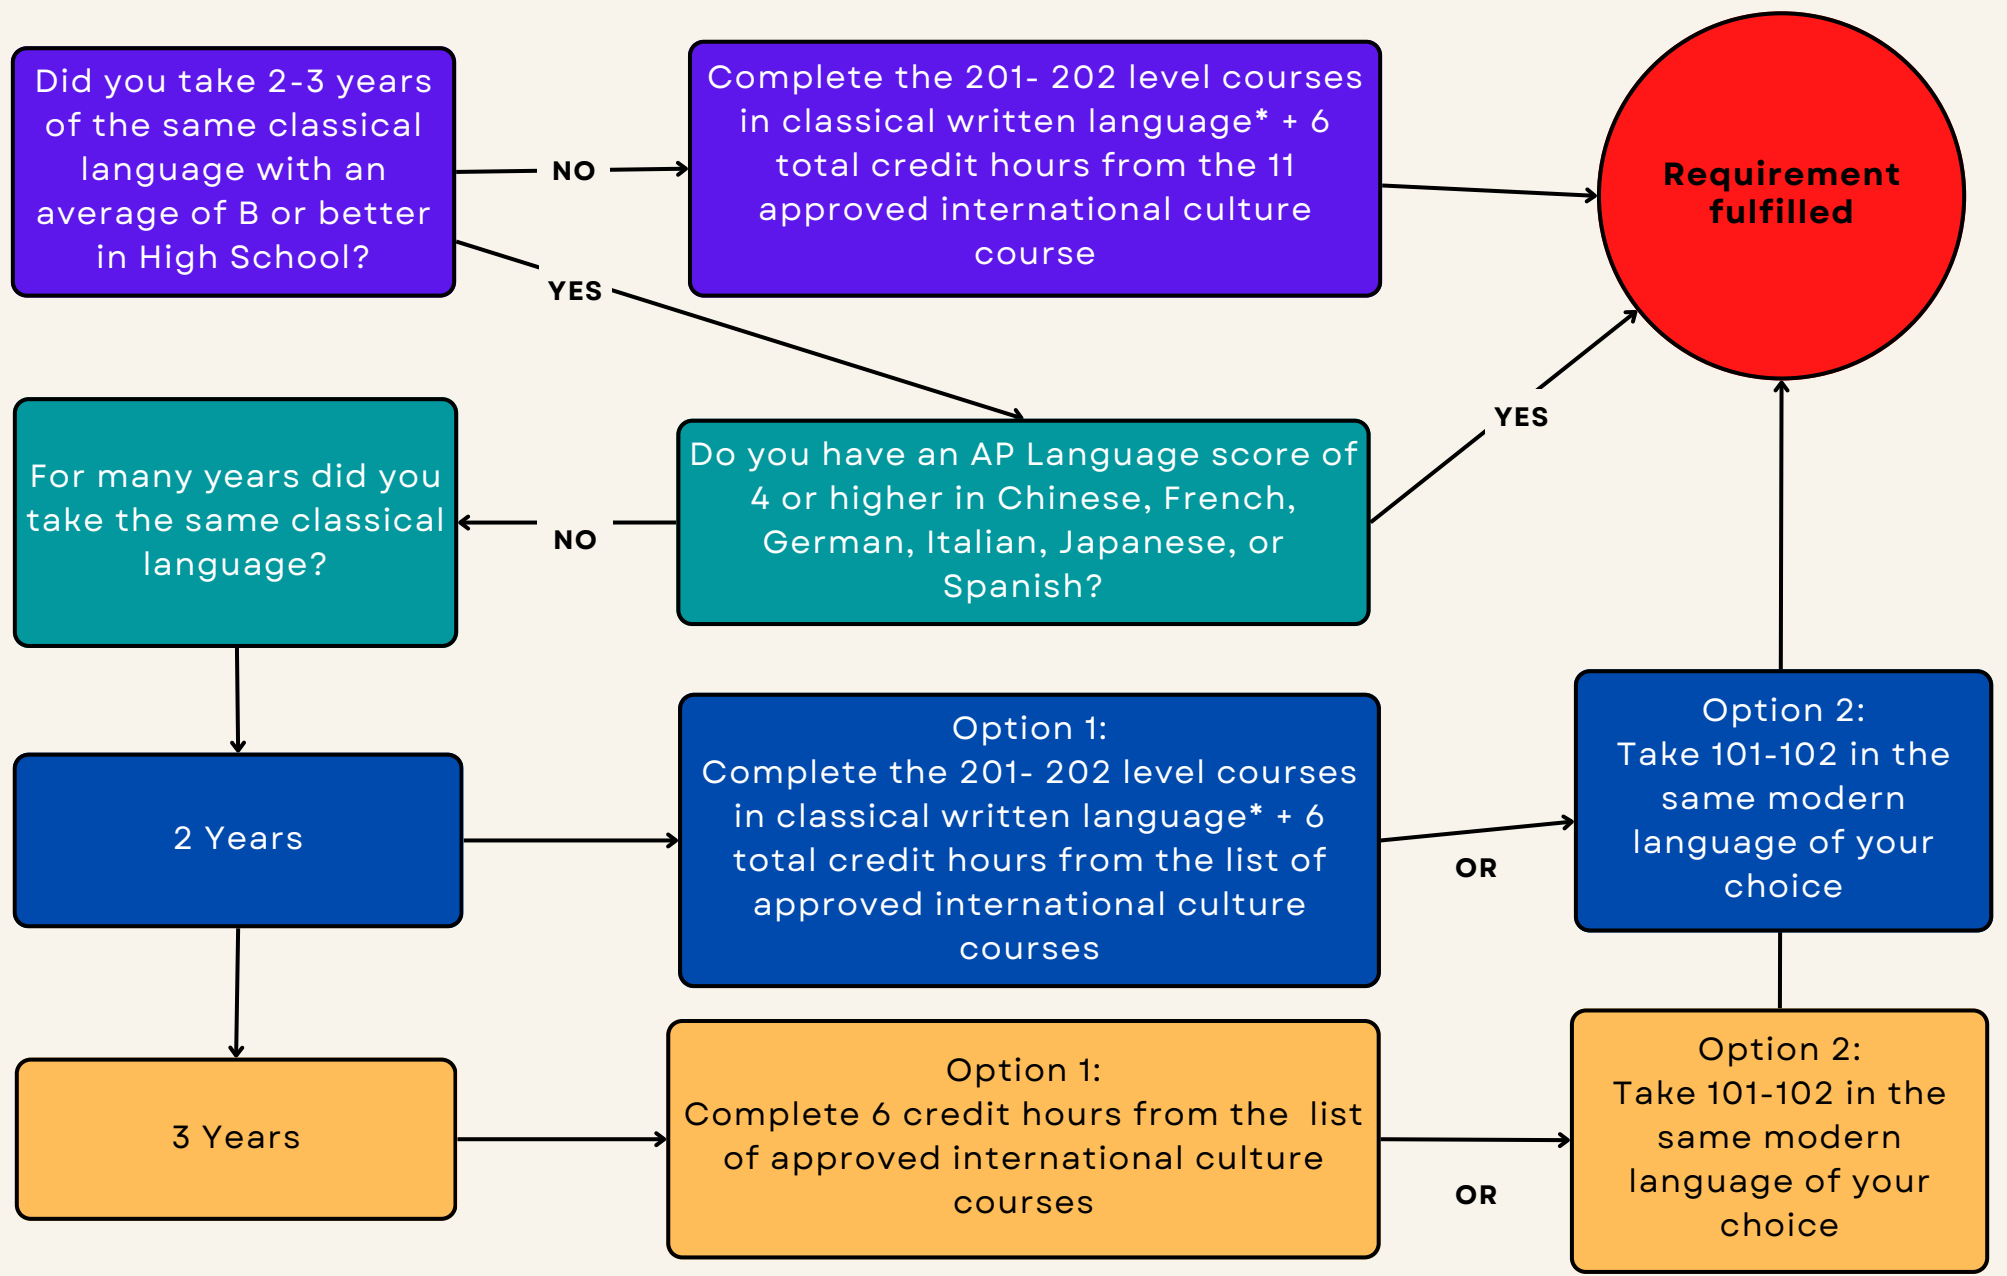 Did you take 2-3 years
of the same classical
language with an
average of B or better
in High School?
NO
YES
Complete the 201- 202 level courses
in classical written language* + 6
total credit hours from the 11
approved international culture
course
Requirement
fulfilled
For many years did you
take the same classical
language?
NO
Do you have an AP Language score of
4 or higher in Chinese, French,
German, Italian, Japanese, or
Spanish?
YES
2 Years
Option 1:
Complete the 201- 202 level courses
in classical written language* + 6
total credit hours from the list of
approved international culture
courses
OR
Option 2:
Take 101-102 in the
same modern
language of your
choice
3 Years
Option 1:
Complete 6 credit hours from the  list
of approved international culture
courses
OR
Option 2:
Take 101-102 in the
same modern
language of your
choice